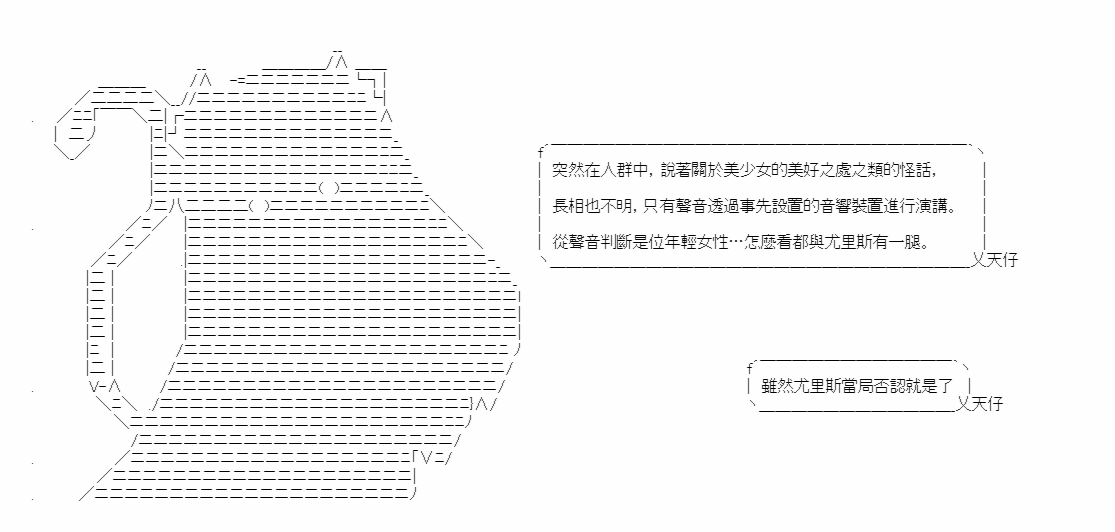 突然在人群中，說著關於美少女的美好之處之類的怪話，
長相也不明，只有聲音透過事先設置的音響裝置進行演講。
從聲音判斷是位年輕女性…怎麼看都與尤里斯有一腿。
乂天仔
雖然尤里斯當局否認就是了
乂天仔